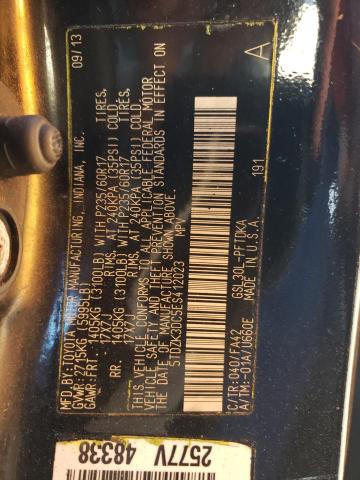 MFD BY: TOYOTA MOTOR MANUFACTURING, INDIANA, INC. 09/13
GVWR: 2715KG (5985LB)
GAWR: FRT. 1405KG (3100LB) WITH P235/60R17 TIRES,
17X7J RIMS, AT 240KPA (35PSI) COLD.
RR. 1405KG (3100LB) WITH P235/60R17 TIRES,
17X7J RIMS, AT 240KPA (35PSI) COLD.
THIS VEHICLE CONFORMS TO ALL APPLICABLE FEDERAL MOTOR
VEHICLE SAFETY, BUMPER, AND THEFT PREVENTION STANDARDS IN
EFFECT ON THE DATE OF MANUFACTURE SHOWN ABOVE.
5TDZK3DC5ES412023 MPV
191
A
C/TR: 040/FA42 GSL30L-PFTDKA
A/TM: -01A/U660E MADE IN U.S.A.
2577V
48338